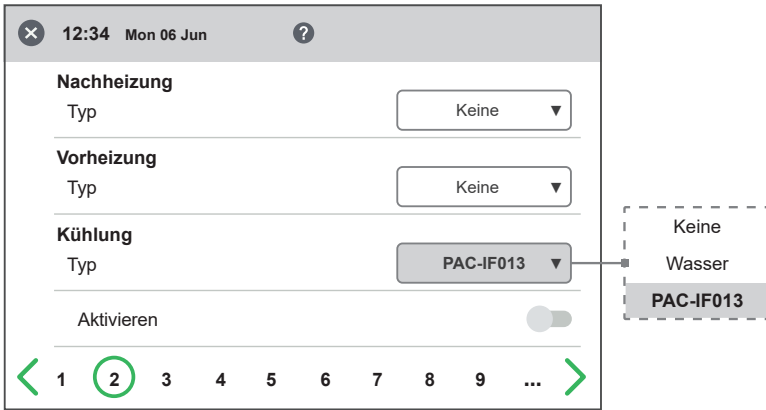 12:34 Mon 06 Jun ?
Nachheizung
Typ Keine ▼
Vorheizung
Typ Keine ▼
Kühlung
Typ PAC-IF013 ▼
Aktivieren
1 2 3 4 5 6 7 8 9 ...
Keine
Wasser
PAC-IF013